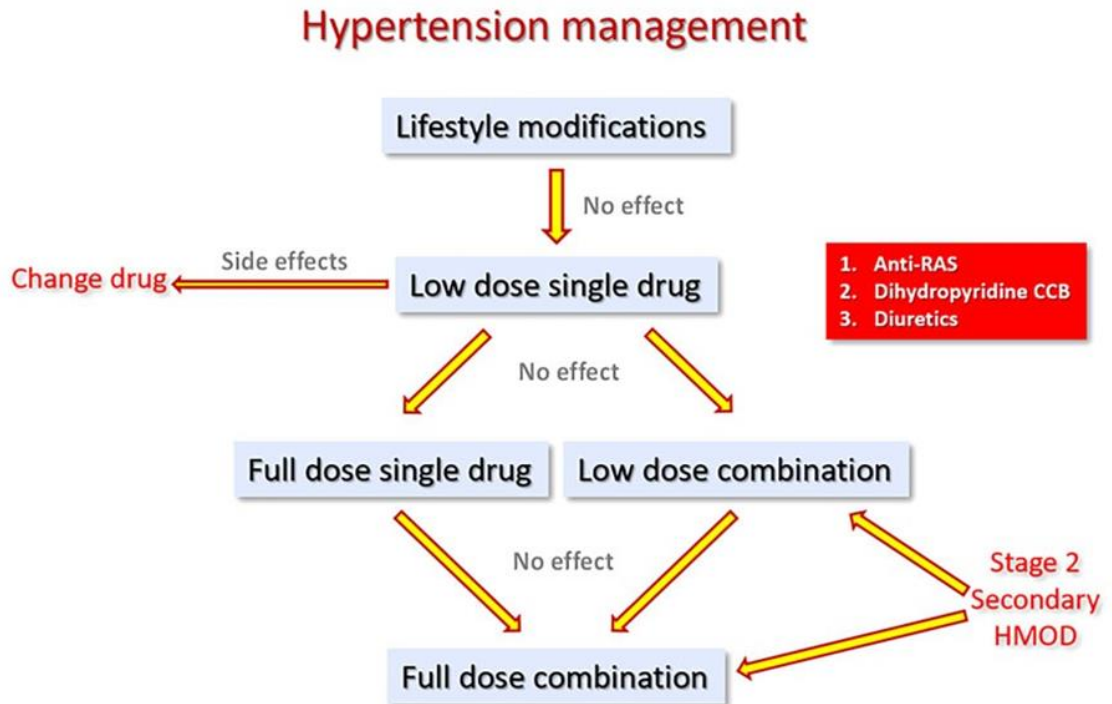 Hypertension management
Lifestyle modifications
No effect
Side effects
Change drug
Low dose single drug
1. Anti-RAS
2. Dihydropyridine CCB
3. Diuretics
No effect
Full dose single drug
Low dose combination
No effect
Stage 2
Secondary
HMOD
Full dose combination